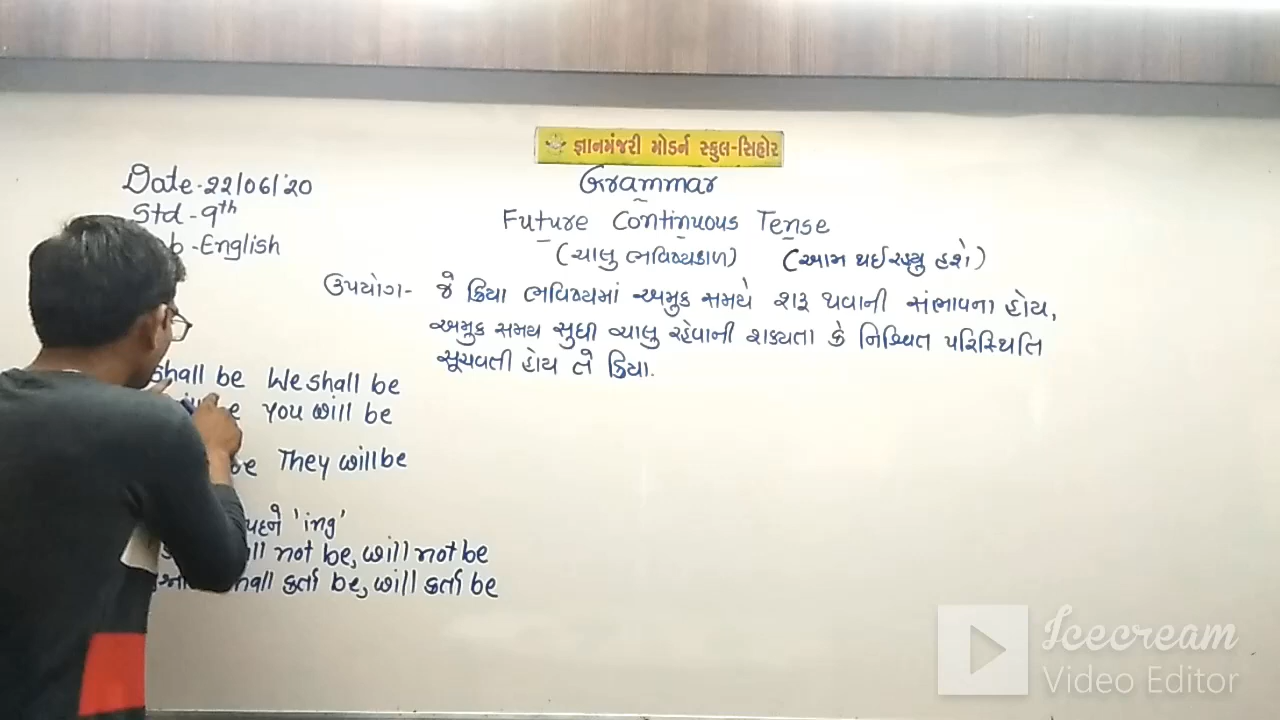 જ્ઞાનમંજરી મોડર્ન સ્કુલ-સિહોર
Date-22/06/'20
Grammar
Std-9th
Future Continuous Tense
-English
(ચાલુ ભવિષ્યકાળ) (આમ થઈ રહ્યુ હશે)
ઉપયોગ- જે ક્રિયા ભવિષ્યમાં અમુક સમયે શરૂ થવાની સંભાવના હોય,
અમુક સમય સુધી ચાલુ રહેવાની શક્યતા કે નિશ્ચિત પરિસ્થિતિ
સૂચવતી હોય તે ક્રિયા.
shall be We shall be
You will be
be They will be
'ing'
not be, will not be
કર્તા be, will કર્તા be
Icecream
Video Editor